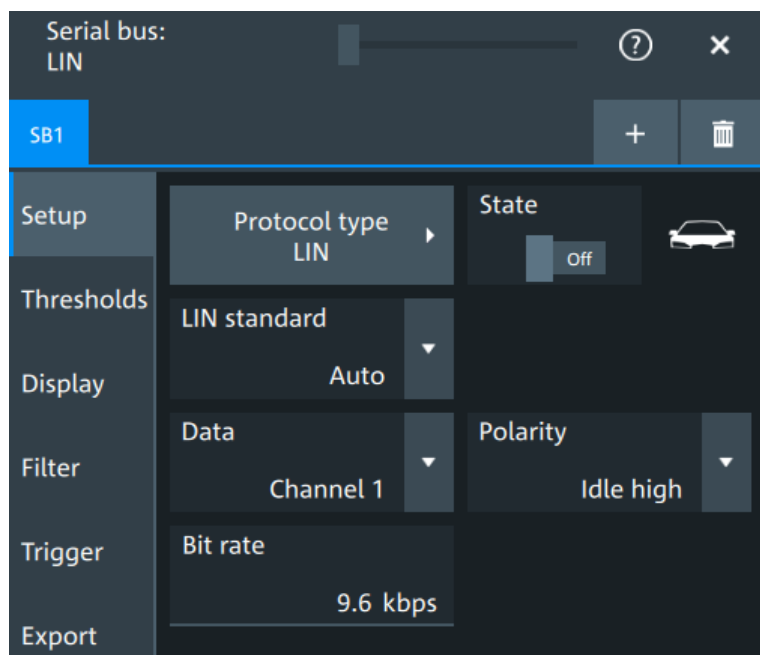 Serial bus:
LIN
?
SB1
+
Setup
Protocol type
LIN
State
Off
Thresholds
LIN standard
Auto
Display
Data
Channel 1
Polarity
Idle high
Filter
Trigger
Bit rate
9.6 kbps
Export